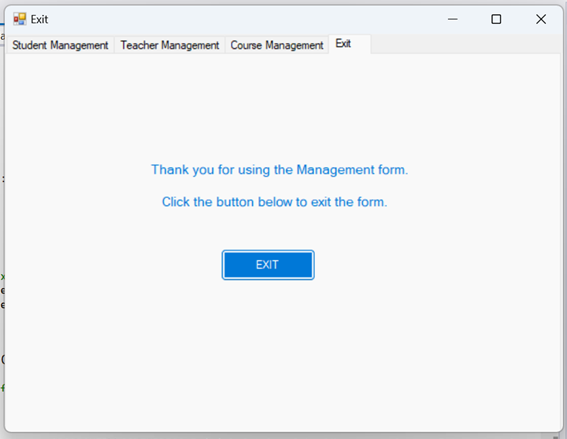 Exit
Student Management Teacher Management Course Management Exit
Thank you for using the Management form.
Click the button below to exit the form.
EXIT